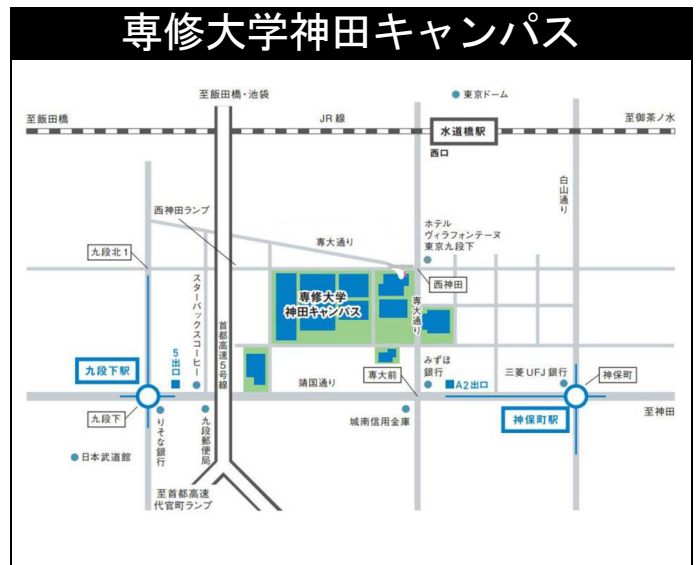 専修大学神田キャンパス
至飯田橋・池袋
東京ドーム
至飯田橋
JR 線
水道橋駅
至御茶ノ水
西口
白山通り
西神田ランプ
ホテル
ヴィラフォンテーヌ
東京九段下
専大通り
九段北1
西神田
スターバックスコーヒー
専修大学
神田キャンパス
専大通り
首都高速5号線
5出口
九段下駅
みずほ
銀行
専大前
靖国通り
A2出口
三菱UFJ銀行
神保町
九段下
りそな銀行
九段郵便局
城南信用金庫
神保町駅
至神田
日本武道館
至首都高速
代官町ランプ